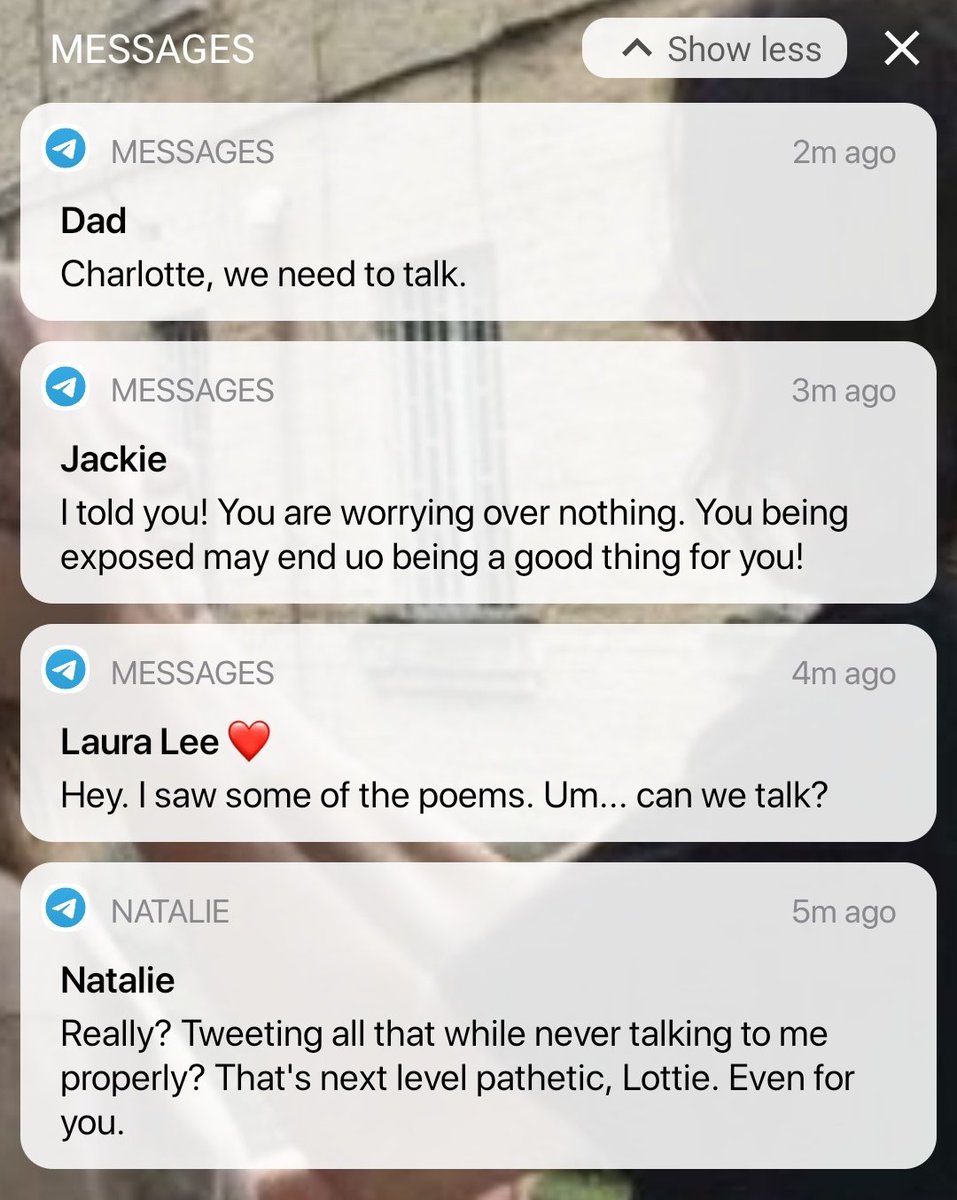 MESSAGES
Show less
MESSAGES
2m ago
Dad
Charlotte, we need to talk.
MESSAGES
3m ago
Jackie
I told you! You are worrying over nothing. You being
exposed may end uo being a good thing for you!
MESSAGES
4m ago
Laura Lee ❤️
Hey. I saw some of the poems. Um... can we talk?
NATALIE
5m ago
Natalie
Really? Tweeting all that while never talking to me
properly? That's next level pathetic, Lottie. Even for
you.